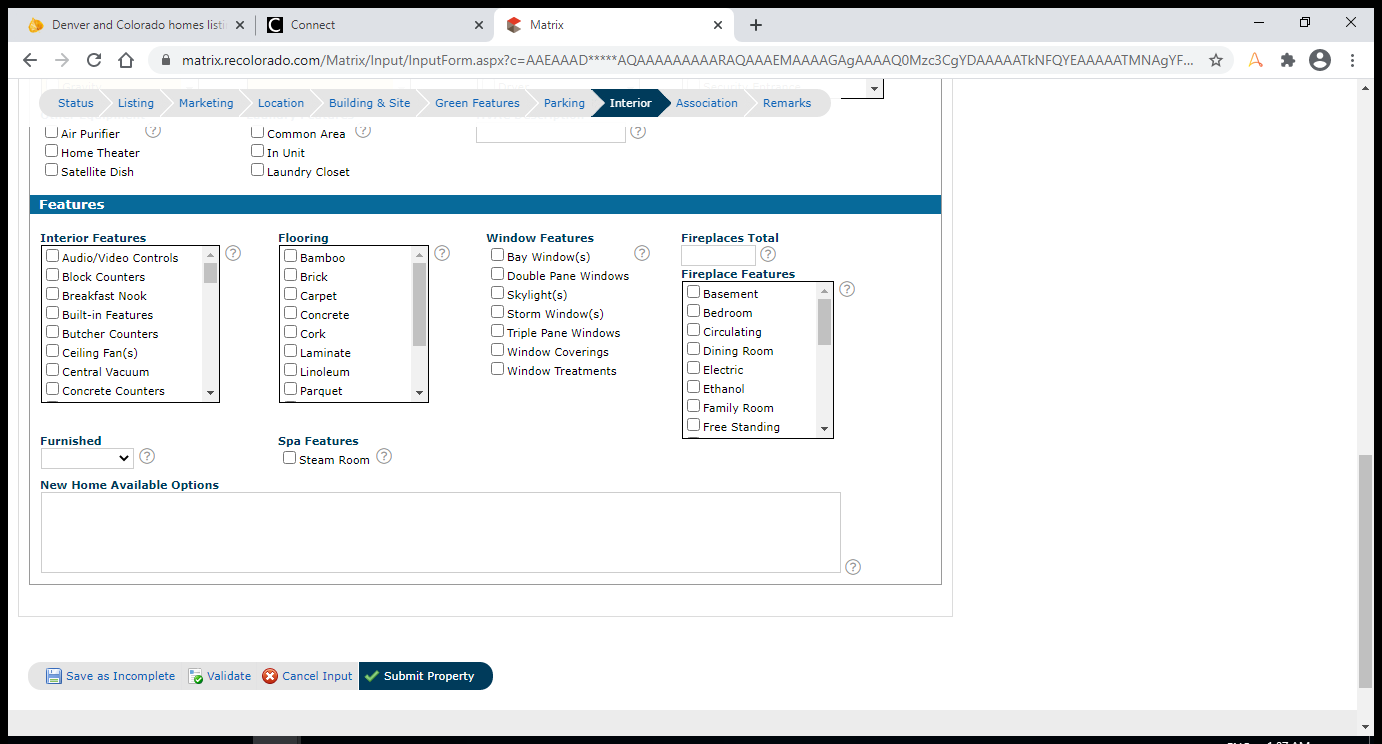 Denver and Colorado homes listi
Connect
Matrix
matrix.recolorado.com/Matrix/Input/InputForm.aspx?c=AAEAAAD*****AQAAAAAAAAARAQAAAEMAAAAGAgAAAAQ0Mzc3CgYDAAAAATkNFQYEAAAAATMNAgYF...
Status Listing Marketing Location Building & Site Green Features Parking Interior Association Remarks
Air Purifier ? Common Area ? ?
Home Theater In Unit
Satellite Dish Laundry Closet
Features
Interior Features Flooring Window Features Fireplaces Total
Audio/Video Controls ? Bamboo ? Bay Window(s) ? ?
Block Counters Brick Double Pane Windows Fireplace Features
Breakfast Nook Carpet Skylight(s) Basement ?
Built-in Features Concrete Storm Window(s) Bedroom
Butcher Counters Cork Triple Pane Windows Circulating
Ceiling Fan(s) Laminate Window Coverings Dining Room
Central Vacuum Linoleum Window Treatments Electric
Concrete Counters Parquet Ethanol
Family Room
Free Standing
Furnished Spa Features
? Steam Room ?
New Home Available Options
?
Save as Incomplete Validate Cancel Input Submit Property